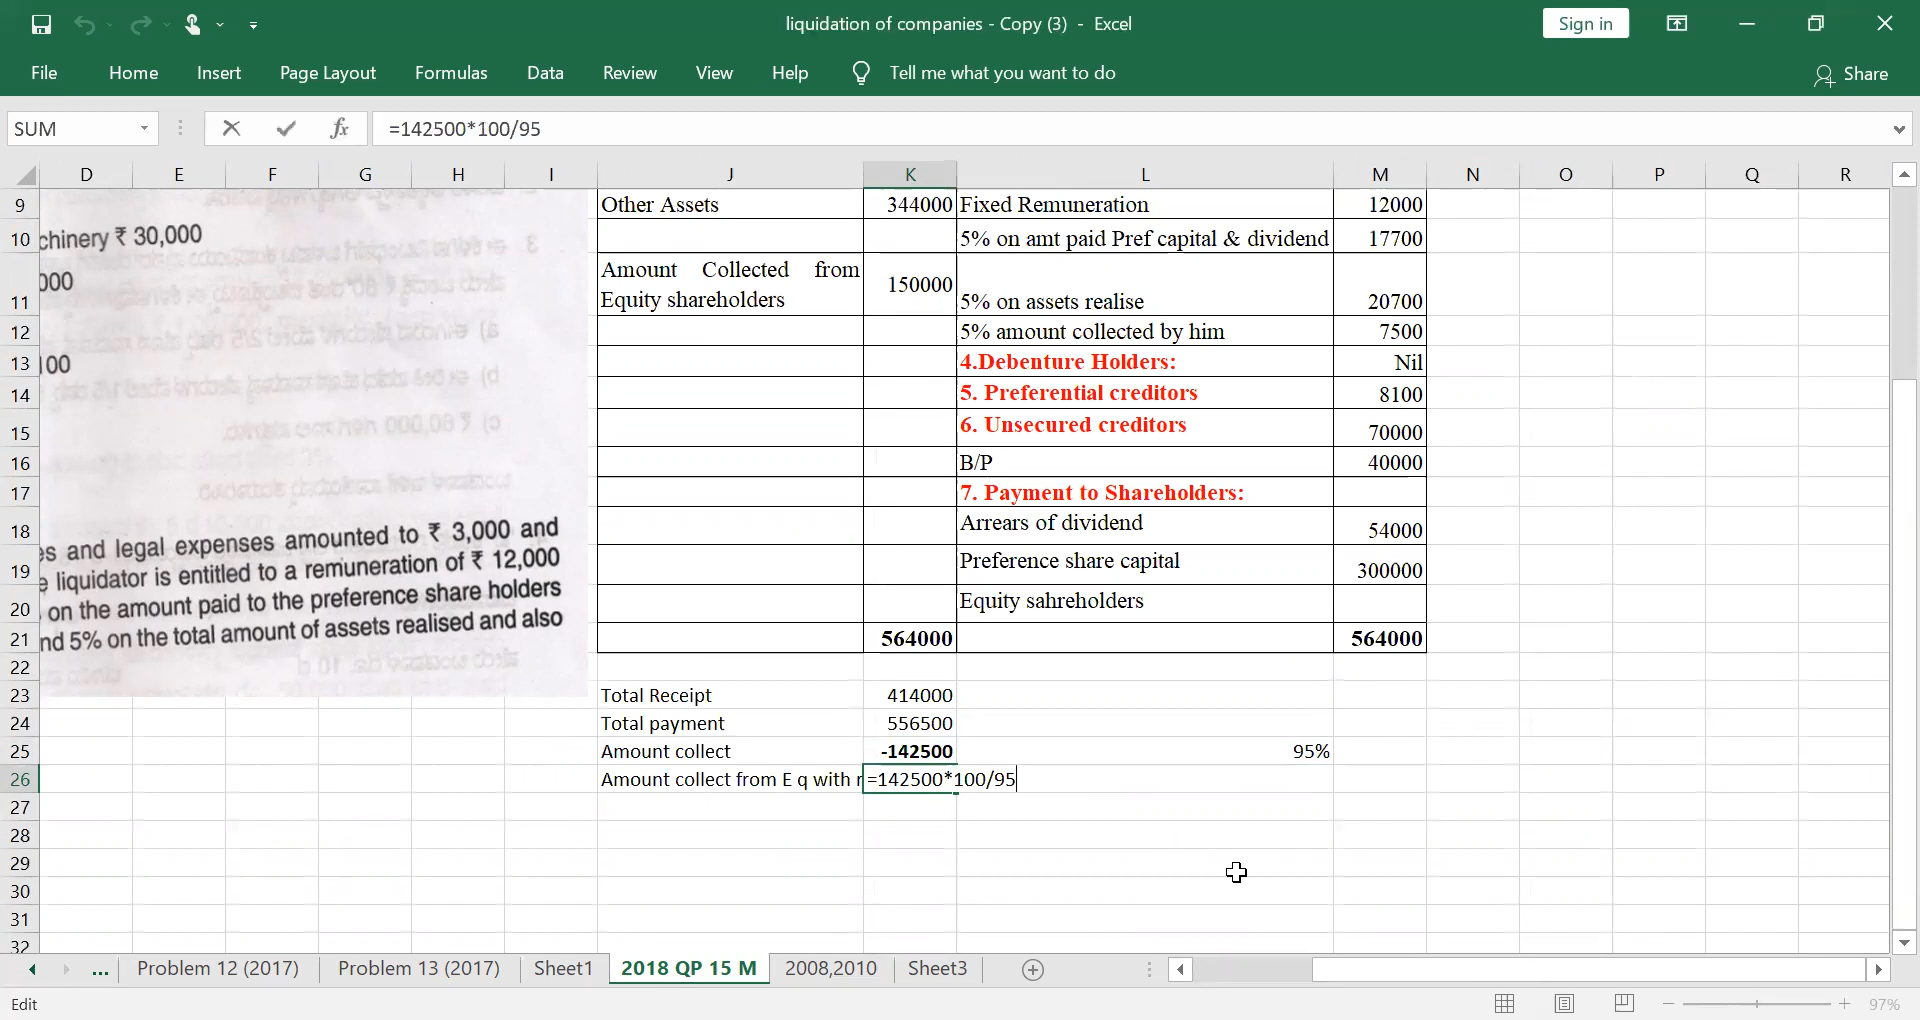 liquidation of companies - Copy (3) - Excel
Sign in
File Home Insert Page Layout Formulas Data Review View Help Tell me what you want to do Share
SUM fx =142500*100/95
D E F G H I J K L M N O P Q R
9 Other Assets 344000 Fixed Remuneration 12000
10 chinery ₹ 30,000 5% on amt paid Pref capital & dividend 17700
000
11 Amount Collected from Equity shareholders 150000 5% on assets realise 20700
12 5% amount collected by him 7500
13 100 4.Debenture Holders: Nil
14 5. Preferential creditors 8100
15 6. Unsecured creditors 70000
16 B/P 40000
17 7. Payment to Shareholders:
18 Arrears of dividend 54000
es and legal expenses amounted to ₹ 3,000 and
19 Preference share capital 300000
e liquidator is entitled to a remuneration of ₹ 12,000
20 Equity sahreholders
on the amount paid to the preference share holders
21 564000 564000
nd 5% on the total amount of assets realised and also
22
23 Total Receipt 414000
24 Total payment 556500
25 Amount collect -142500 95%
26 Amount collect from E q with r =142500*100/95
27
28
29
30
31
32
... Problem 12 (2017) Problem 13 (2017) Sheet1 2018 QP 15 M 2008,2010 Sheet3
Edit 97%